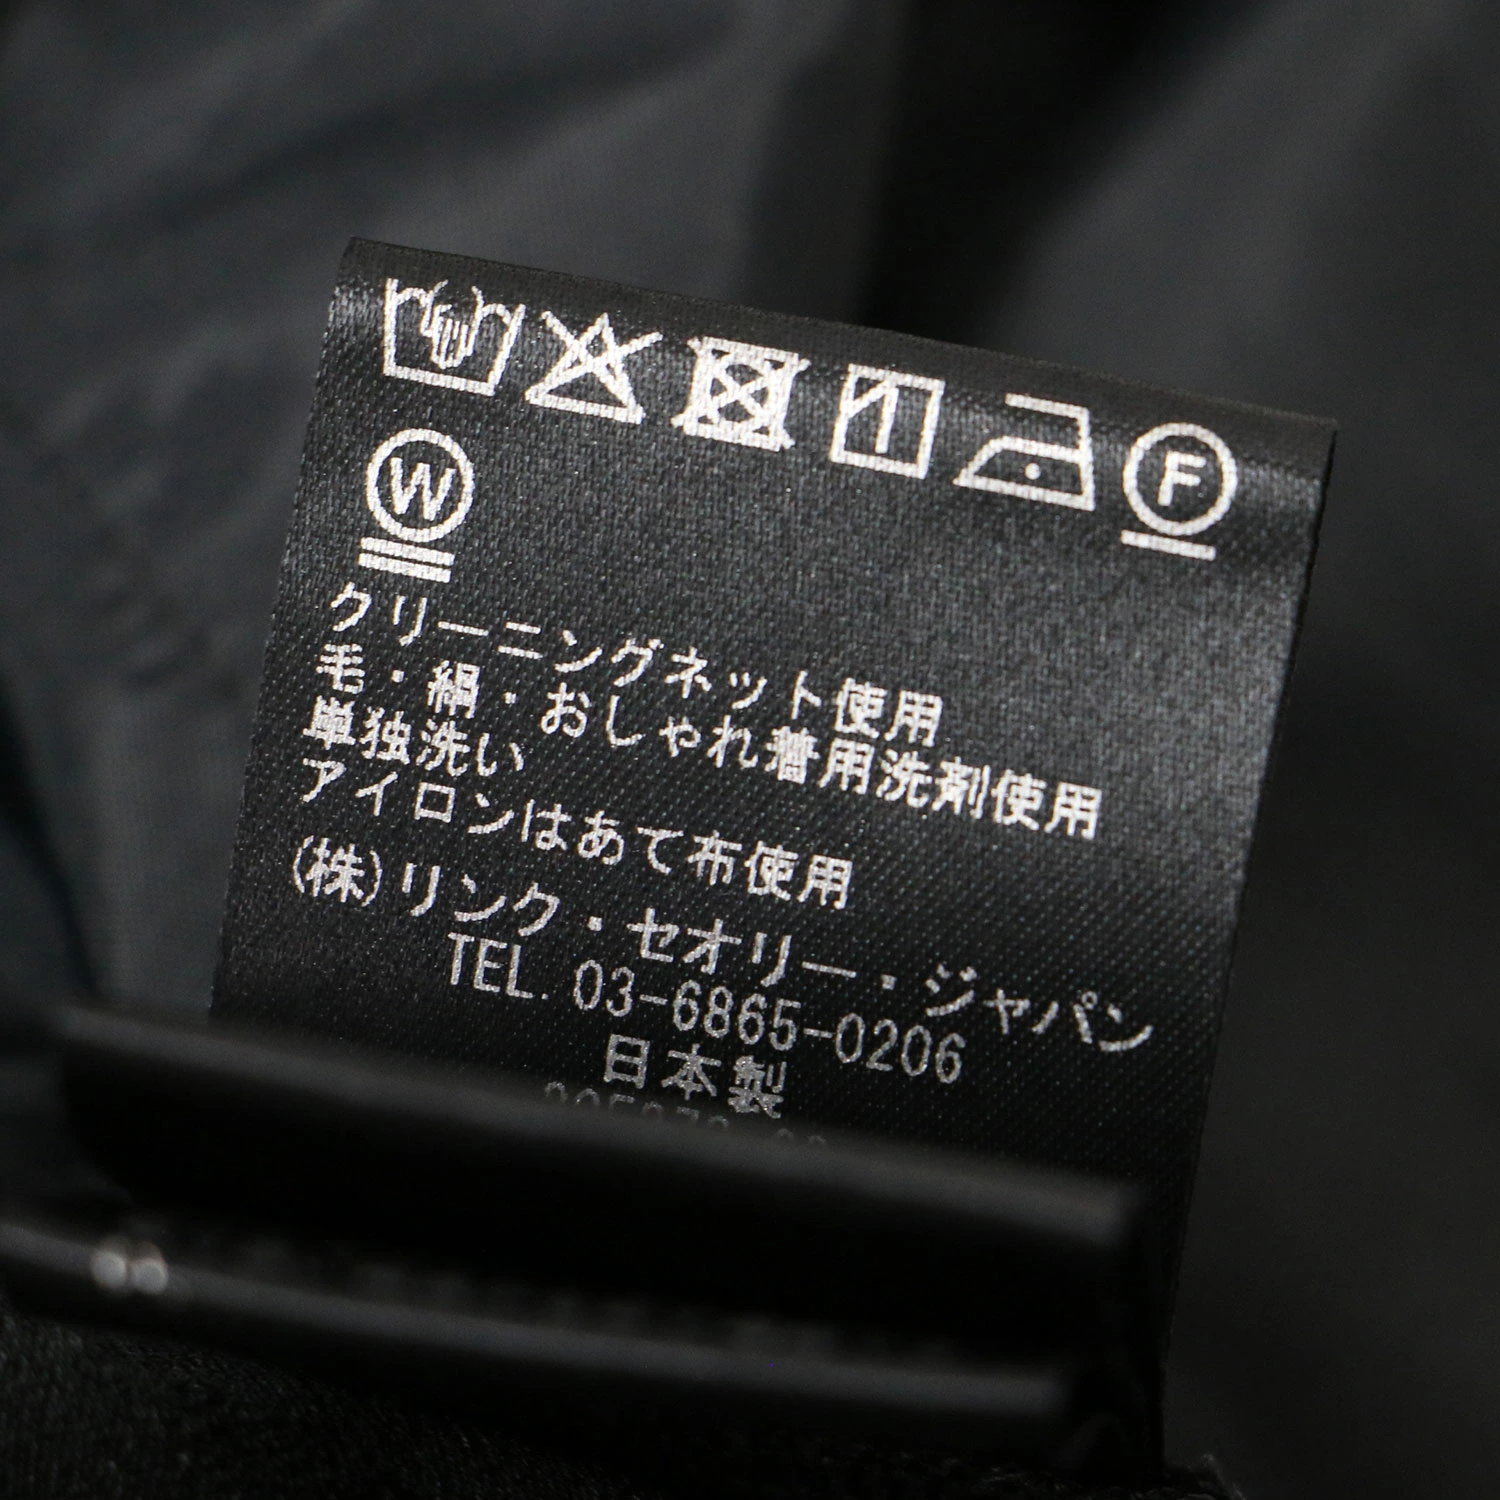 F
W
クリーニングネット使用
毛・絹・おしゃれ着用洗剤使用
単独洗い
アイロンはあて布使用
(株)リンク・セオリー・ジャパン
TEL. 03-6865-0206
日本製